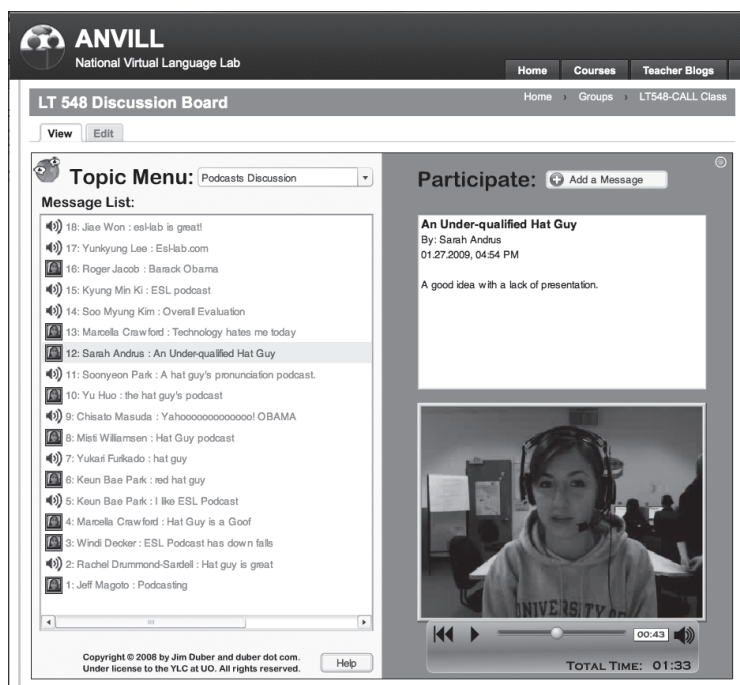 ANVILL
National Virtual Language Lab
Home Courses Teacher Blogs
LT 548 Discussion Board
Home › Groups › LT548-CALL Class
View Edit
Topic Menu: Podcasts Discussion
Message List:
18: Jiae Won : esl-lab is great!
17: Yunkyung Lee : Esl-lab.com
16: Roger Jacob : Barack Obama
15: Kyung Min Ki : ESL podcast
14: Soo Myung Kim : Overall Evaluation
13: Marcella Crawford : Technology hates me today
12: Sarah Andrus : An Under-qualified Hat Guy
11: Soonyeon Park : A hat guy's pronunciation podcast.
10: Yu Huo : the hat guy's podcast
9: Chisato Masuda : Yahooooooooooooo! OBAMA
8: Misti Williamsen : Hat Guy podcast
7: Yukari Furikado : hat guy
6: Keun Bae Park : red hat guy
5: Keun Bae Park : I like ESL Podcast
4: Marcella Crawford : Hat Guy is a Goof
3: Windi Decker : ESL Podcast has down falls
2: Rachel Drummond-Sardell : Hat guy is great
1: Jeff Magoto : Podcasting
Copyright © 2008 by Jim Duber and duber dot com.
Under license to the YLC at UO. All rights reserved.
Help
Participate: Add a Message
An Under-qualified Hat Guy
By: Sarah Andrus
01.27.2009, 04:54 PM
A good idea with a lack of presentation.
UNIVERSITY OF
00:43
TOTAL TIME: 01:33